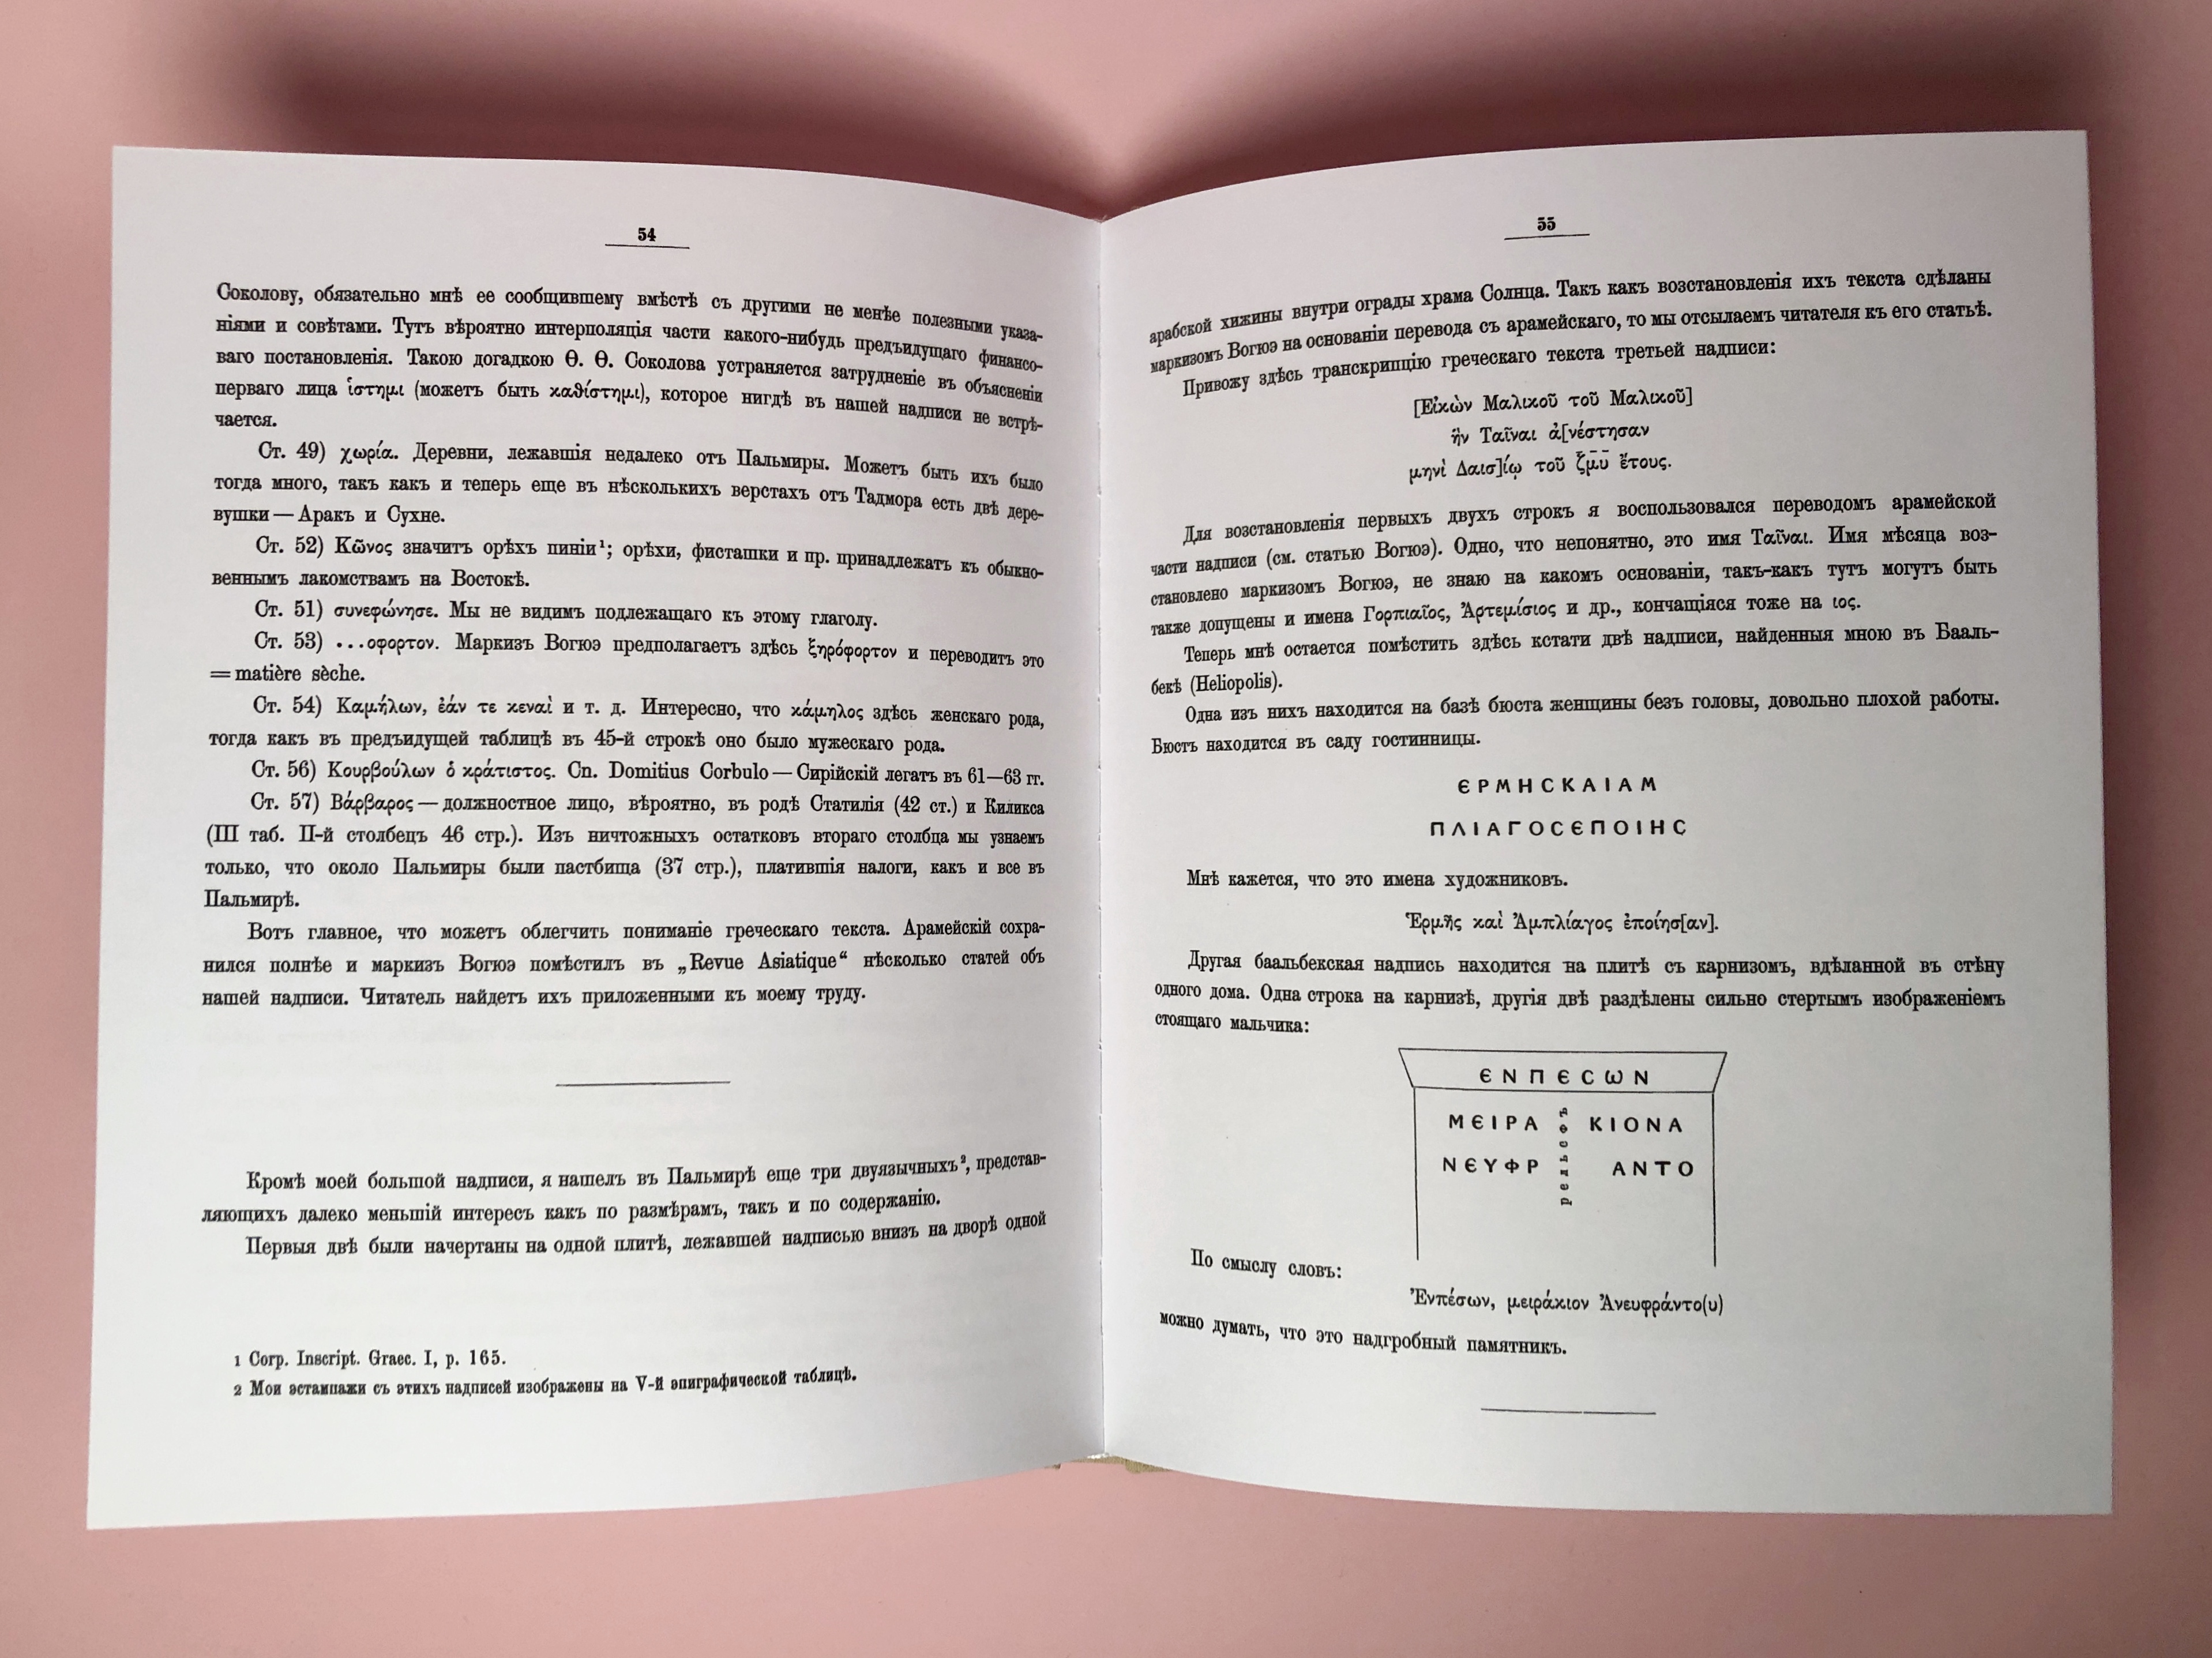 54
Соколову, обязательно мнѣ ее сообщившему вмѣстѣ съ другими не менѣе полезными указа-
ніями и совѣтами. Тутъ вѣроятно интерполяція части какого-нибудь предъидущаго финансо-
ваго постановленія. Такою догадкою Ѳ. Ѳ. Соколова устраняется затрудненіе въ объясненіи
перваго лица ἵστημι (можетъ быть καθίστημι), которое нигдѣ въ нашей надписи не встрѣ-
чается.
Ст. 49) χωρία. Деревни, лежавшія недалеко отъ Пальмиры. Можетъ быть ихъ было
тогда много, такъ какъ и теперь еще въ нѣсколькихъ верстахъ отъ Тадмора есть двѣ дере-
вушки — Аракъ и Сухне.
Ст. 52) Κῶνος значитъ орѣхъ пиніи¹; орѣхи, фисташки и пр. принадлежатъ къ обыкно-
веннымъ лакомствамъ на Востокѣ.
Ст. 51) συνεφώνησε. Мы не видимъ подлежащаго къ этому глаголу.
Ст. 53) ...οφορτον. Маркизъ Вогюэ предполагаетъ здѣсь ξηρόφορτον и переводитъ это
= matière sèche.
Ст. 54) Καμήλων, ἐάν τε κεναὶ и т. д. Интересно, что κάμηλος здѣсь женскаго рода,
тогда какъ въ предъидущей таблицѣ въ 45-й строкѣ оно было мужескаго рода.
Ст. 56) Κουρβούλων ὁ κράτιστος. Cn. Domitius Corbulo — Сирійскій легатъ въ 61—63 гг.
Ст. 57) Βάρβαρος — должностное лицо, вѣроятно, въ родѣ Статилія (42 ст.) и Киликса
(III таб. II-й столбецъ 46 стр.). Изъ ничтожныхъ остатковъ втораго столбца мы узнаемъ
только, что около Пальмиры были пастбища (37 стр.), платившія налоги, какъ и все въ
Пальмирѣ.
Вотъ главное, что можетъ облегчить пониманіе греческаго текста. Арамейскій сохра-
нился полнѣе и маркизъ Вогюэ помѣстилъ въ „Revue Asiatique“ нѣсколько статей объ
нашей надписи. Читатель найдетъ ихъ приложенными къ моему труду.
Кромѣ моей большой надписи, я нашелъ въ Пальмирѣ еще три двуязычныхъ², представ-
ляющихъ далеко меньшій интересъ какъ по размѣрамъ, такъ и по содержанію.
Первыя двѣ были начертаны на одной плитѣ, лежавшей надписью внизъ на дворѣ одной
1 Corp. Inscript. Graec. I, p. 165.
2 Мои эстампажи съ этихъ надписей изображены на V-й эпиграфической таблицѣ.
55
арабской хижины внутри ограды храма Солнца. Такъ какъ возстановленія ихъ текста сдѣланы
маркизомъ Вогюэ на основаніи перевода съ арамейскаго, то мы отсылаемъ читателя къ его статьѣ.
Привожу здѣсь транскрипцію греческаго текста третьей надписи:
[Εἰκὼν Μαλικοῦ τοῦ Μαλικοῦ]
ἣν Ταῖναι ἀ[νέστησαν
μηνὶ Δαισ]ίῳ τοῦ ζ̅μ̅υ̅ ἔτους.
Для возстановленія первыхъ двухъ строкъ я воспользовался переводомъ арамейской
части надписи (см. статью Вогюэ). Одно, что непонятно, это имя Ταῖναι. Имя мѣсяца воз-
становлено маркизомъ Вогюэ, не знаю на какомъ основаніи, такъ-какъ тутъ могутъ быть
также допущены и имена Γορπιαῖος, Ἀρτεμίσιος и др., кончащіяся тоже на ιος.
Теперь мнѣ остается помѣстить здѣсь кстати двѣ надписи, найденныя мною въ Бааль-
бекѣ (Heliopolis).
Одна изъ нихъ находится на базѣ бюста женщины безъ головы, довольно плохой работы.
Бюстъ находится въ саду гостинницы.
ЄΡΜΗϹΚΑΙΑΜ
ΠΛΙΑΓΟϹЄΠΟΙΗϹ
Мнѣ кажется, что это имена художниковъ.
Ἑρμῆς καὶ Ἀμπλίαγος ἐποίησ[αν].
Другая баальбекская надпись находится на плитѣ съ карнизомъ, вдѣланной въ стѣну
одного дома. Одна строка на карнизѣ, другія двѣ раздѣлены сильно стертымъ изображеніемъ
стоящаго мальчика:
ЄΝΠЄϹωΝ
ΜЄΙΡΑ ΚΙΟΝΑ
ΝЄΥΦΡ ΑΝΤΟ
рельефъ
По смыслу словъ:
Ἐνπέσων, μειράκιον Ἀνευφράντο(υ)
можно думать, что это надгробный памятникъ.